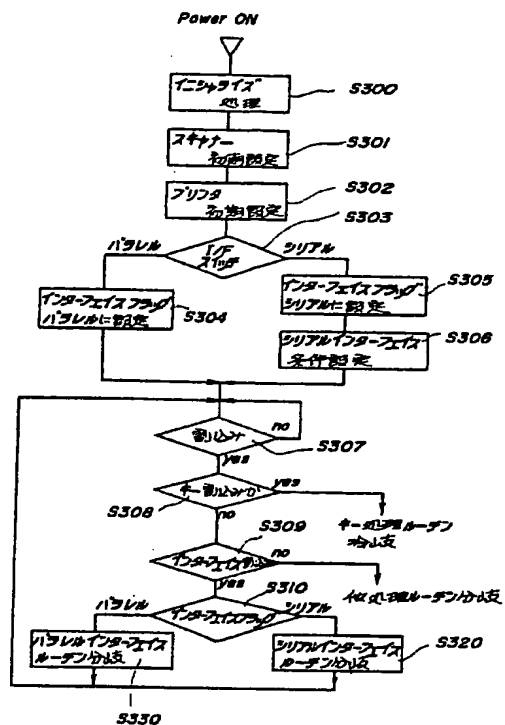 Power ON
イニシャライズ
処理
S300
スキャナー
初期設定
S301
プリンタ
初期設定
S302
S303
パラレル
I/F
スイッチ
シリアル
インターフェイスフラッグ
パラレルに設定
S304
インターフェイスフラッグ
シリアルに設定
S305
シリアルインターフェイス
条件設定
S306
割り込み
no
S307
yes
キー割込みか
yes
S308
no
キー処理ルーチン
分岐
S309
インターフェイス割込
no
yes
処理ルーチン分岐
S310
パラレル
インターフェイスフラッグ
シリアル
パラレルインターフェイス
ルーチン分岐
シリアルインターフェイス
ルーチン分岐
S320
S330